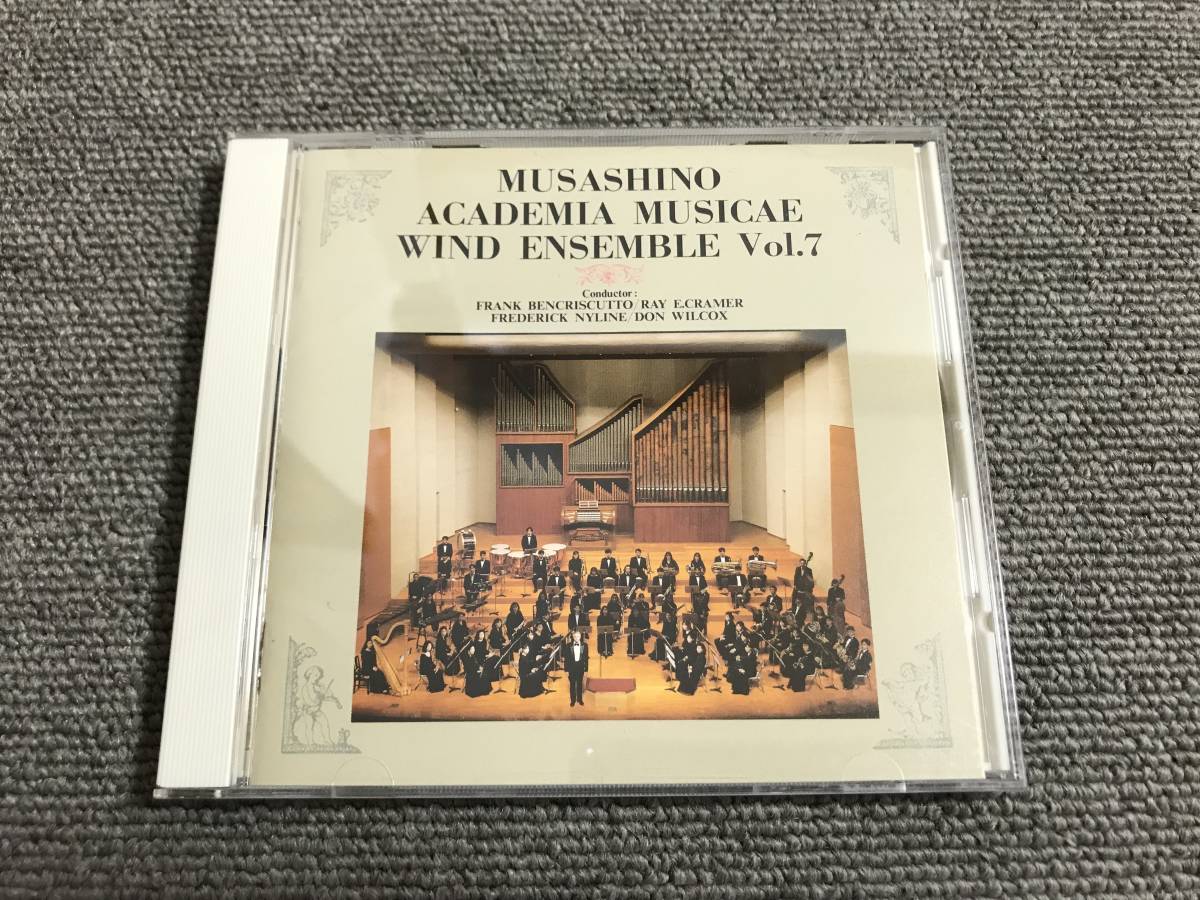 MUSASHINO
ACADEMIA MUSICAE
WIND ENSEMBLE Vol.7
Conductor:
FRANK BENCRISCUTTO/RAY E.CRAMER
FREDERICK NYLINE/DON WILCOX